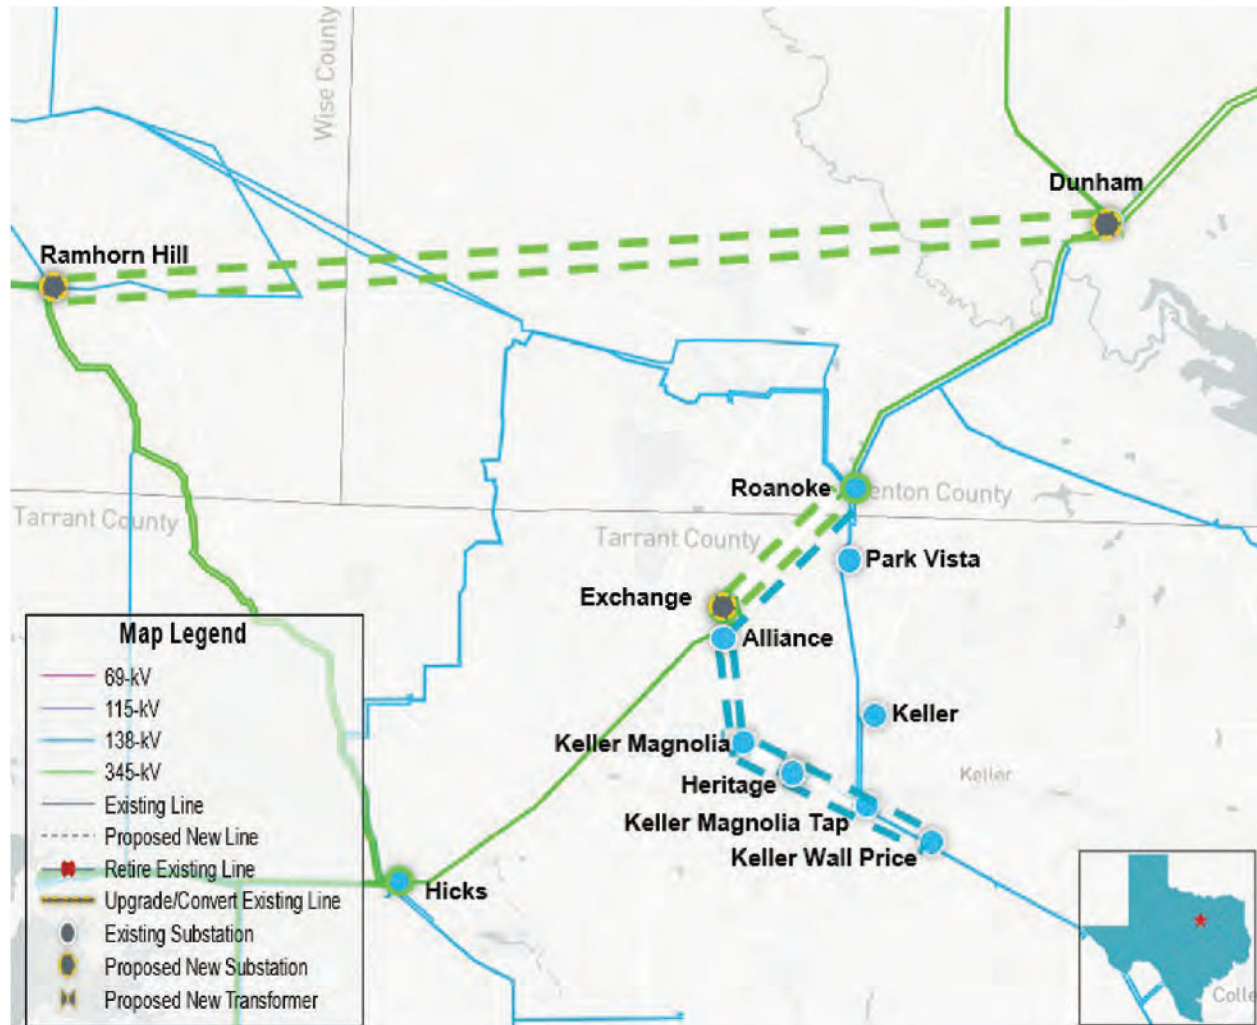 Wise County
Dunham
Ramhorn Hill
Roanoke
enton County
Tarrant County
Tarrant County
Park Vista
Exchange
Alliance
Keller
Keller Magnolia
Keller
Heritage
Keller Magnolia Tap
Keller Wall Price
Hicks
Map Legend
69-kV
115-kV
138-kV
345-kV
Existing Line
Proposed New Line
Retire Existing Line
Upgrade/Convert Existing Line
Existing Substation
Proposed New Substation
Proposed New Transformer
Colle